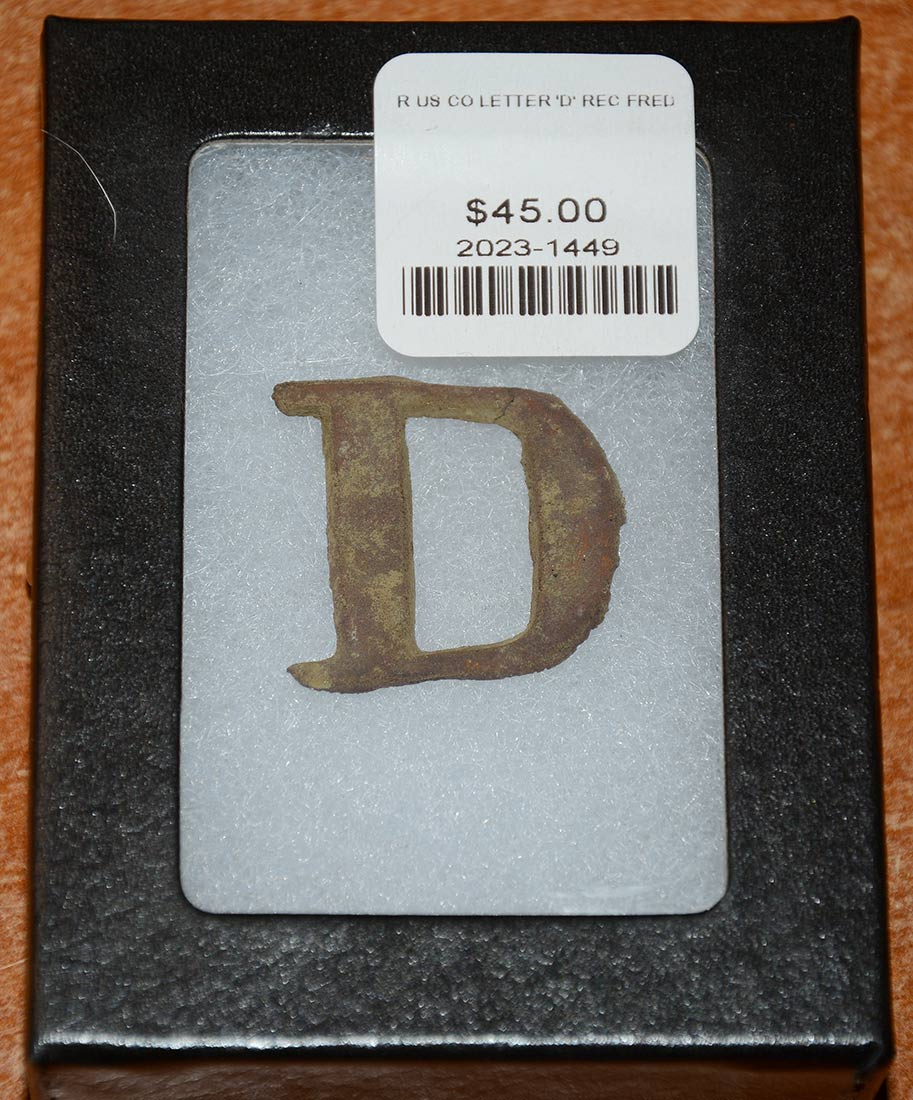 R US CO LETTER 'D' REC FRED
$45.00
2023-1449
D